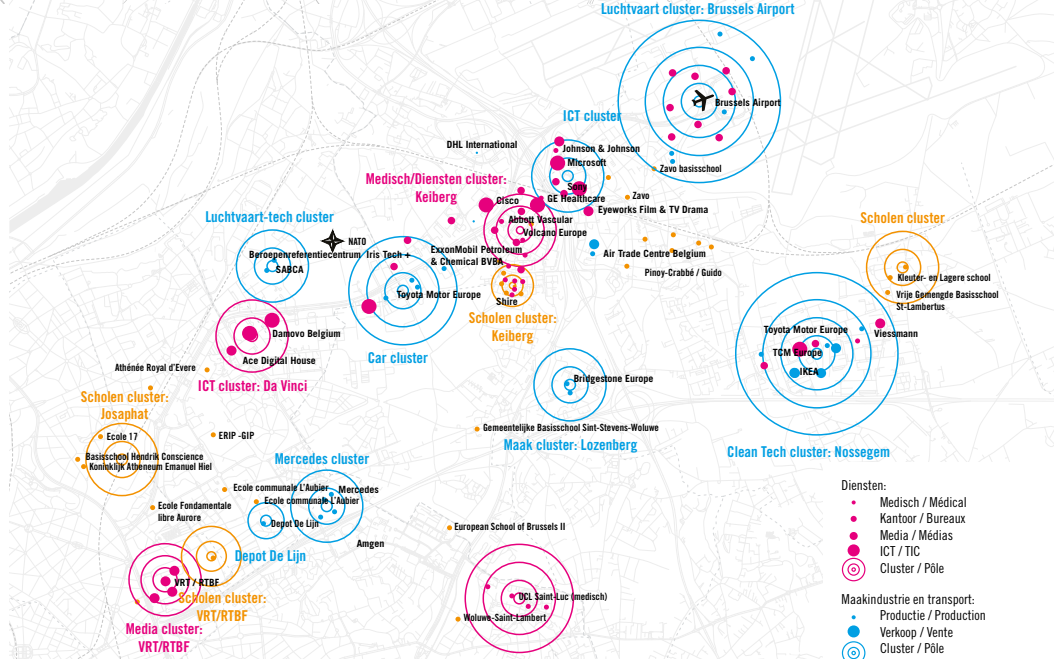 Luchtvaart cluster: Brussels Airport
Brussels Airport
ICT cluster
DHL International
Johnson & Johnson
Microsoft
Zavo basisschool
Medisch/Diensten cluster:
Keiberg
Sony
Cisco
GE Healthcare
Zavo
Eyeworks Film & TV Drama
Luchtvaart-tech cluster
Abbott Vascular
Volcano Europe
Scholen cluster
NATO
Beroepenreferentiecentrum
Iris Tech +
ExxonMobil Petroleum
& Chemical BVBA
Air Trade Centre Belgium
SABCA
Pinoy-Crabbé / Guido
Kleuter- en Lagere school
Toyota Motor Europe
Shire
Vrije Gemengde Basisschool
St-Lambertus
Scholen cluster:
Keiberg
Damovo Belgium
Toyota Motor Europe
Viessmann
Car cluster
Ace Digital House
TCM Europe
Athénée Royal d'Evere
IKEA
ICT cluster: Da Vinci
Bridgestone Europe
Scholen cluster:
Josaphat
Ecole 17
ERIP -GIP
Gemeentelijke Basisschool Sint-Stevens-Woluwe
Maak cluster: Lozenberg
Clean Tech cluster: Nossegem
Basisschool Hendrik Conscience
Koninklijk Atheneum Emanuel Hiel
Mercedes cluster
Ecole communale L'Aubier
Mercedes
Ecole communale L'Aubier
Ecole Fondamentale
libre Aurore
Depot De Lijn
European School of Brussels II
Amgen
Depot De Lijn
VRT / RTBF
Scholen cluster:
VRT/RTBF
UCL Saint-Luc (medisch)
Woluwe-Saint-Lambert
Media cluster:
VRT/RTBF
Diensten:
Medisch / Médical
Kantoor / Bureaux
Media / Médias
ICT / TIC
Cluster / Pôle
Maakindustrie en transport:
Productie / Production
Verkoop / Vente
Cluster / Pôle